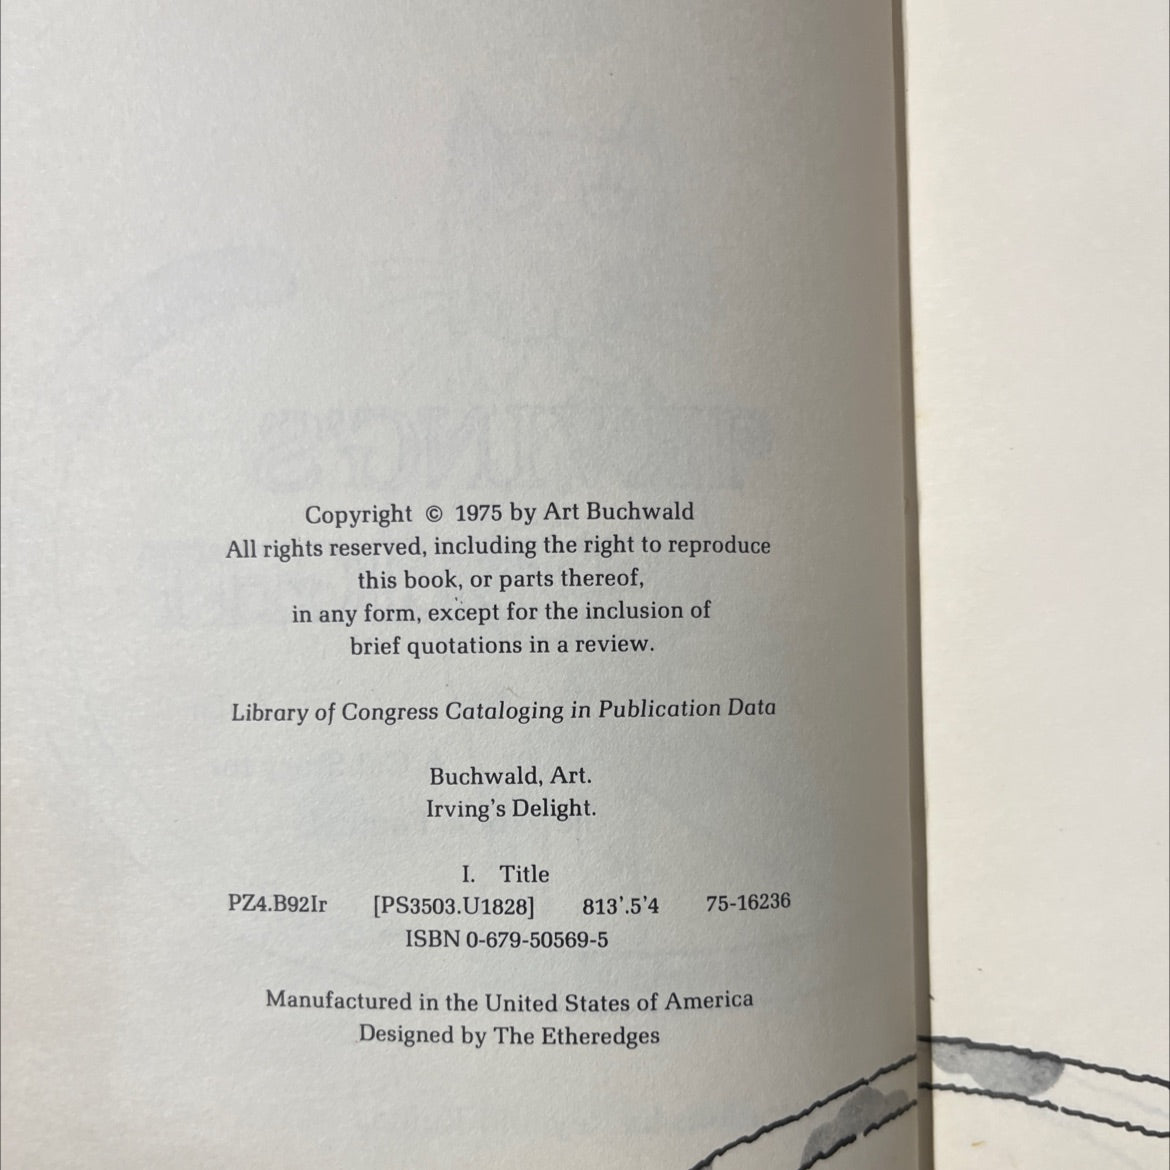 Copyright © 1975 by Art Buchwald
All rights reserved, including the right to reproduce
this book, or parts thereof,
in any form, except for the inclusion of
brief quotations in a review.
Library of Congress Cataloging in Publication Data
Buchwald, Art.
Irving's Delight.
I. Title
PZ4.B92Ir [PS3503.U1828] 813'.5'4 75-16236
ISBN 0-679-50569-5
Manufactured in the United States of America
Designed by The Etheredges